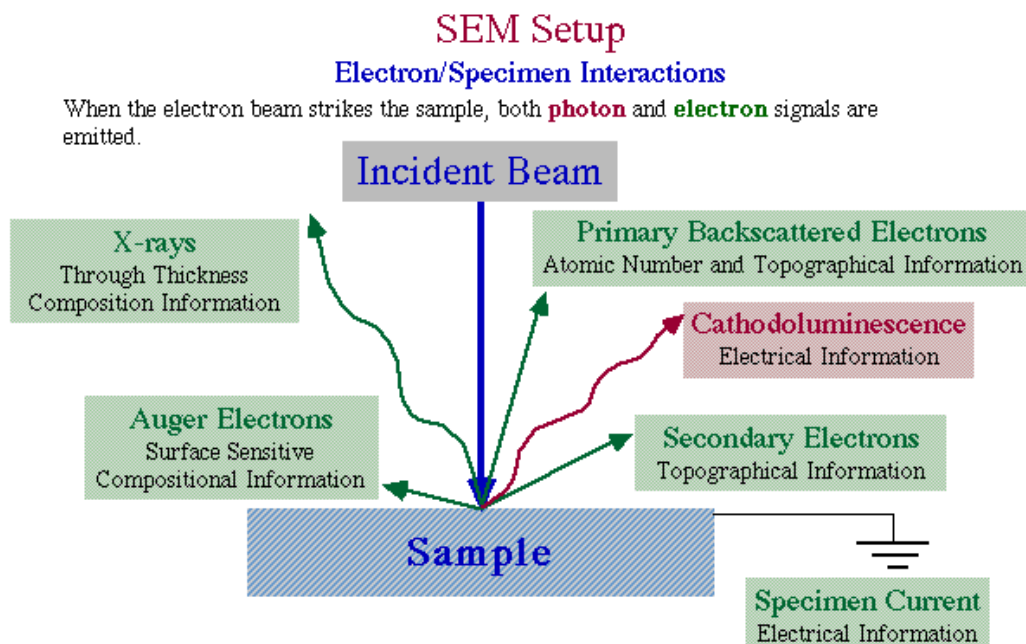 SEM Setup
Electron/Specimen Interactions
When the electron beam strikes the sample, both photon and electron signals are
emitted.
Incident Beam
X-rays
Through Thickness
Composition Information
Primary Backscattered Electrons
Atomic Number and Topographical Information
Cathodoluminescence
Electrical Information
Auger Electrons
Surface Sensitive
Compositional Information
Secondary Electrons
Topographical Information
Sample
Specimen Current
Electrical Information